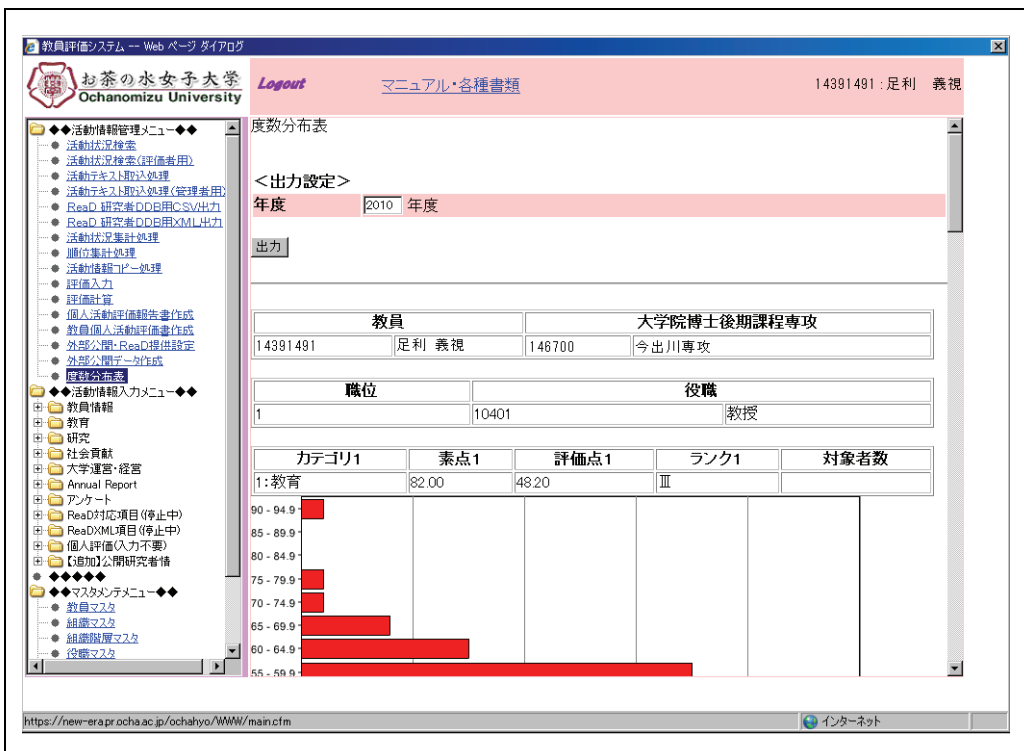 教員評価システム -- Web ページ ダイアログ
お茶の水女子大学
Ochanomizu University
Logout
マニュアル・各種書類
14391491:足利 義視
◆◆活動情報管理メニュー◆◆
活動状況検索
活動状況検索(評価者用)
活動テキスト取込処理
活動テキスト取込処理(管理者用)
ReaD 研究者DDB用CSV出力
ReaD 研究者DDB用XML出力
活動状況集計処理
順位集計処理
活動情報コピー処理
評価入力
評価計算
個人活動評価報告書作成
教員個人活動評価書作成
外部公開・ReaD提供設定
外部公開データ作成
度数分布表
◆◆活動情報入力メニュー◆◆
教員情報
教育
研究
社会貢献
大学運営・経営
Annual Report
アンケート
ReaD対応項目(停止中)
ReaDXML項目(停止中)
個人評価(入力不要)
【追加】公開研究者情
◆◆◆◆◆
◆◆マスタメンテメニュー◆◆
教員マスタ
組織マスタ
組織階層マスタ
役職マスタ
度数分布表
＜出力設定＞
年度 2010 年度
出力
教員 大学院博士後期課程専攻
14391491 足利 義視 146700 今出川専攻
職位 役職
1 10401 教授
カテゴリ1 素点1 評価点1 ランク1 対象者数
1:教育 82.00 48.20 Ⅲ
90 - 94.9
85 - 89.9
80 - 84.9
75 - 79.9
70 - 74.9
65 - 69.9
60 - 64.9
55 - 59.9
https://new-era.pr.ocha.ac.jp/ochahyo/WWW/main.cfm
インターネット